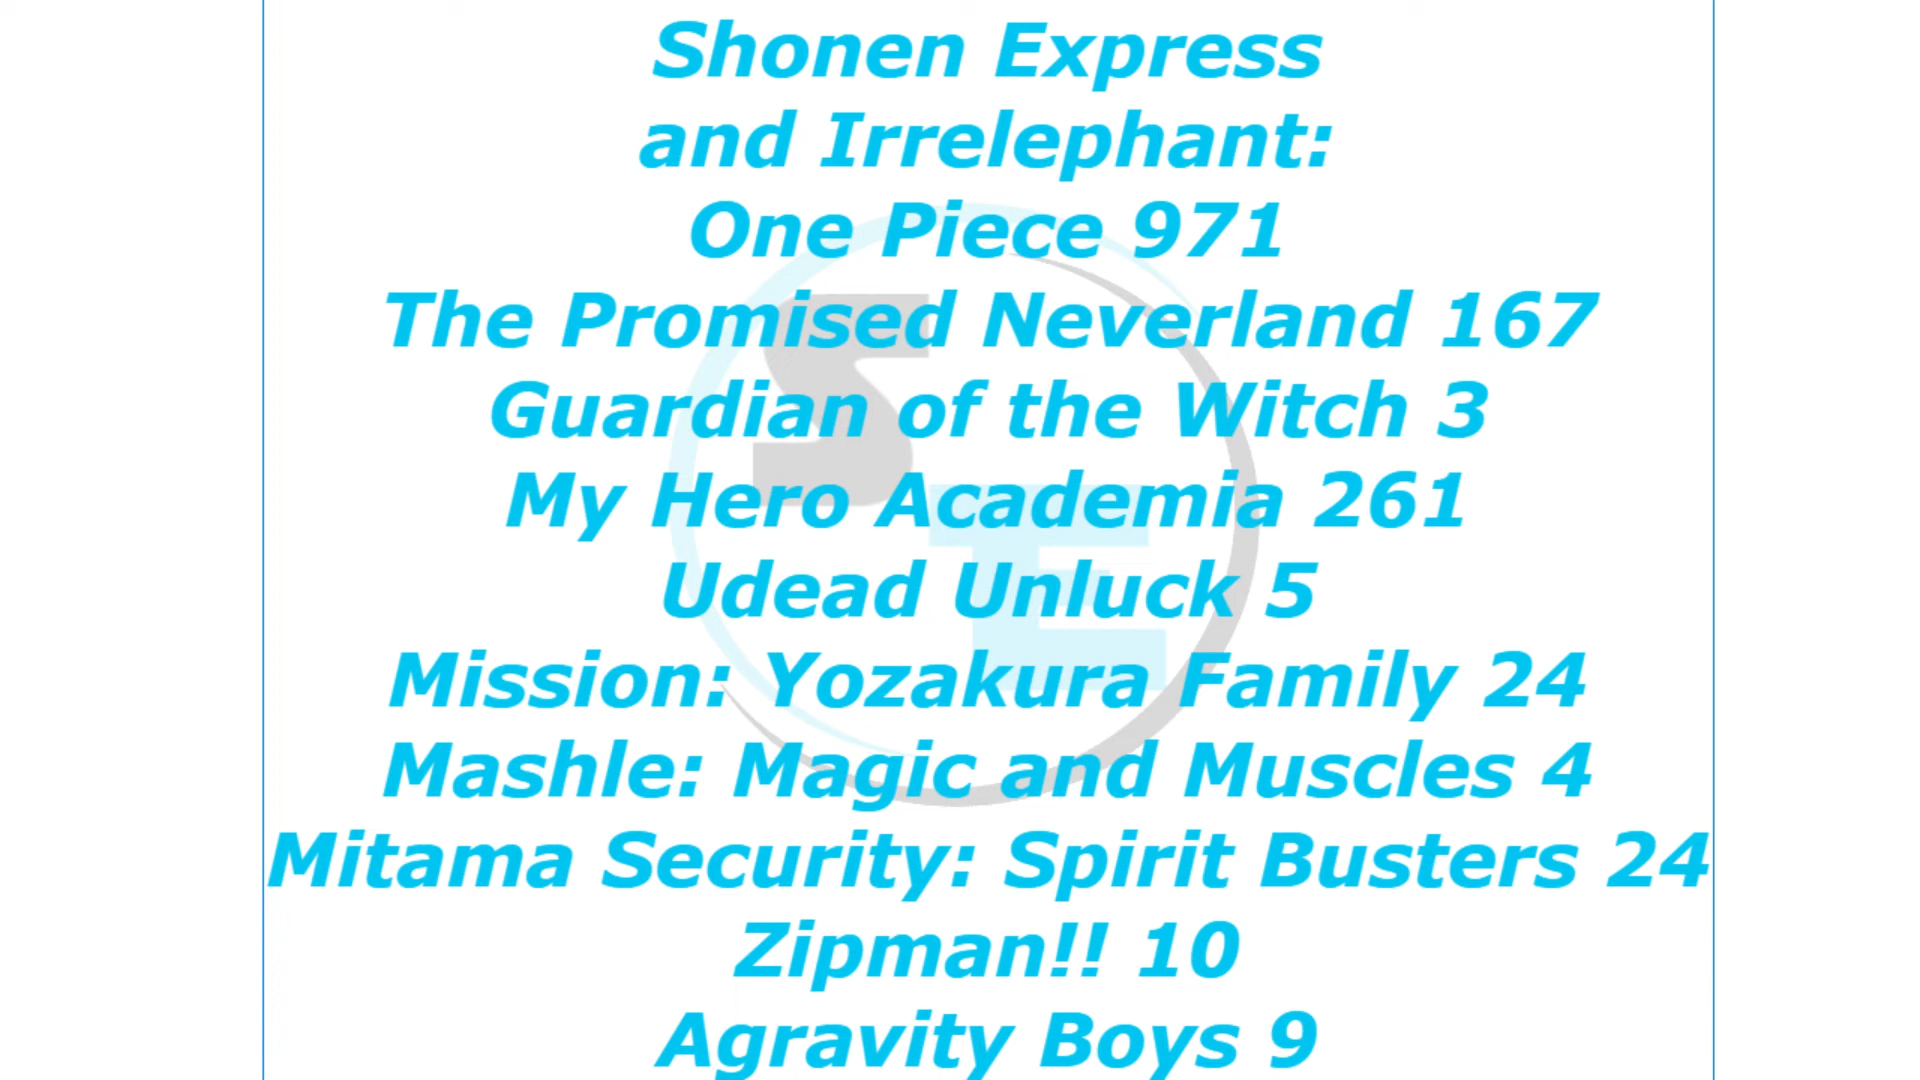 Shonen Express
and Irrelephant:
One Piece 971
The Promised Neverland 167
Guardian of the Witch 3
My Hero Academia 261
Udead Unluck 5
Mission: Yozakura Family 24
Mashle: Magic and Muscles 4
Mitama Security: Spirit Busters 24
Zipman!! 10
Agravity Boys 9
SE